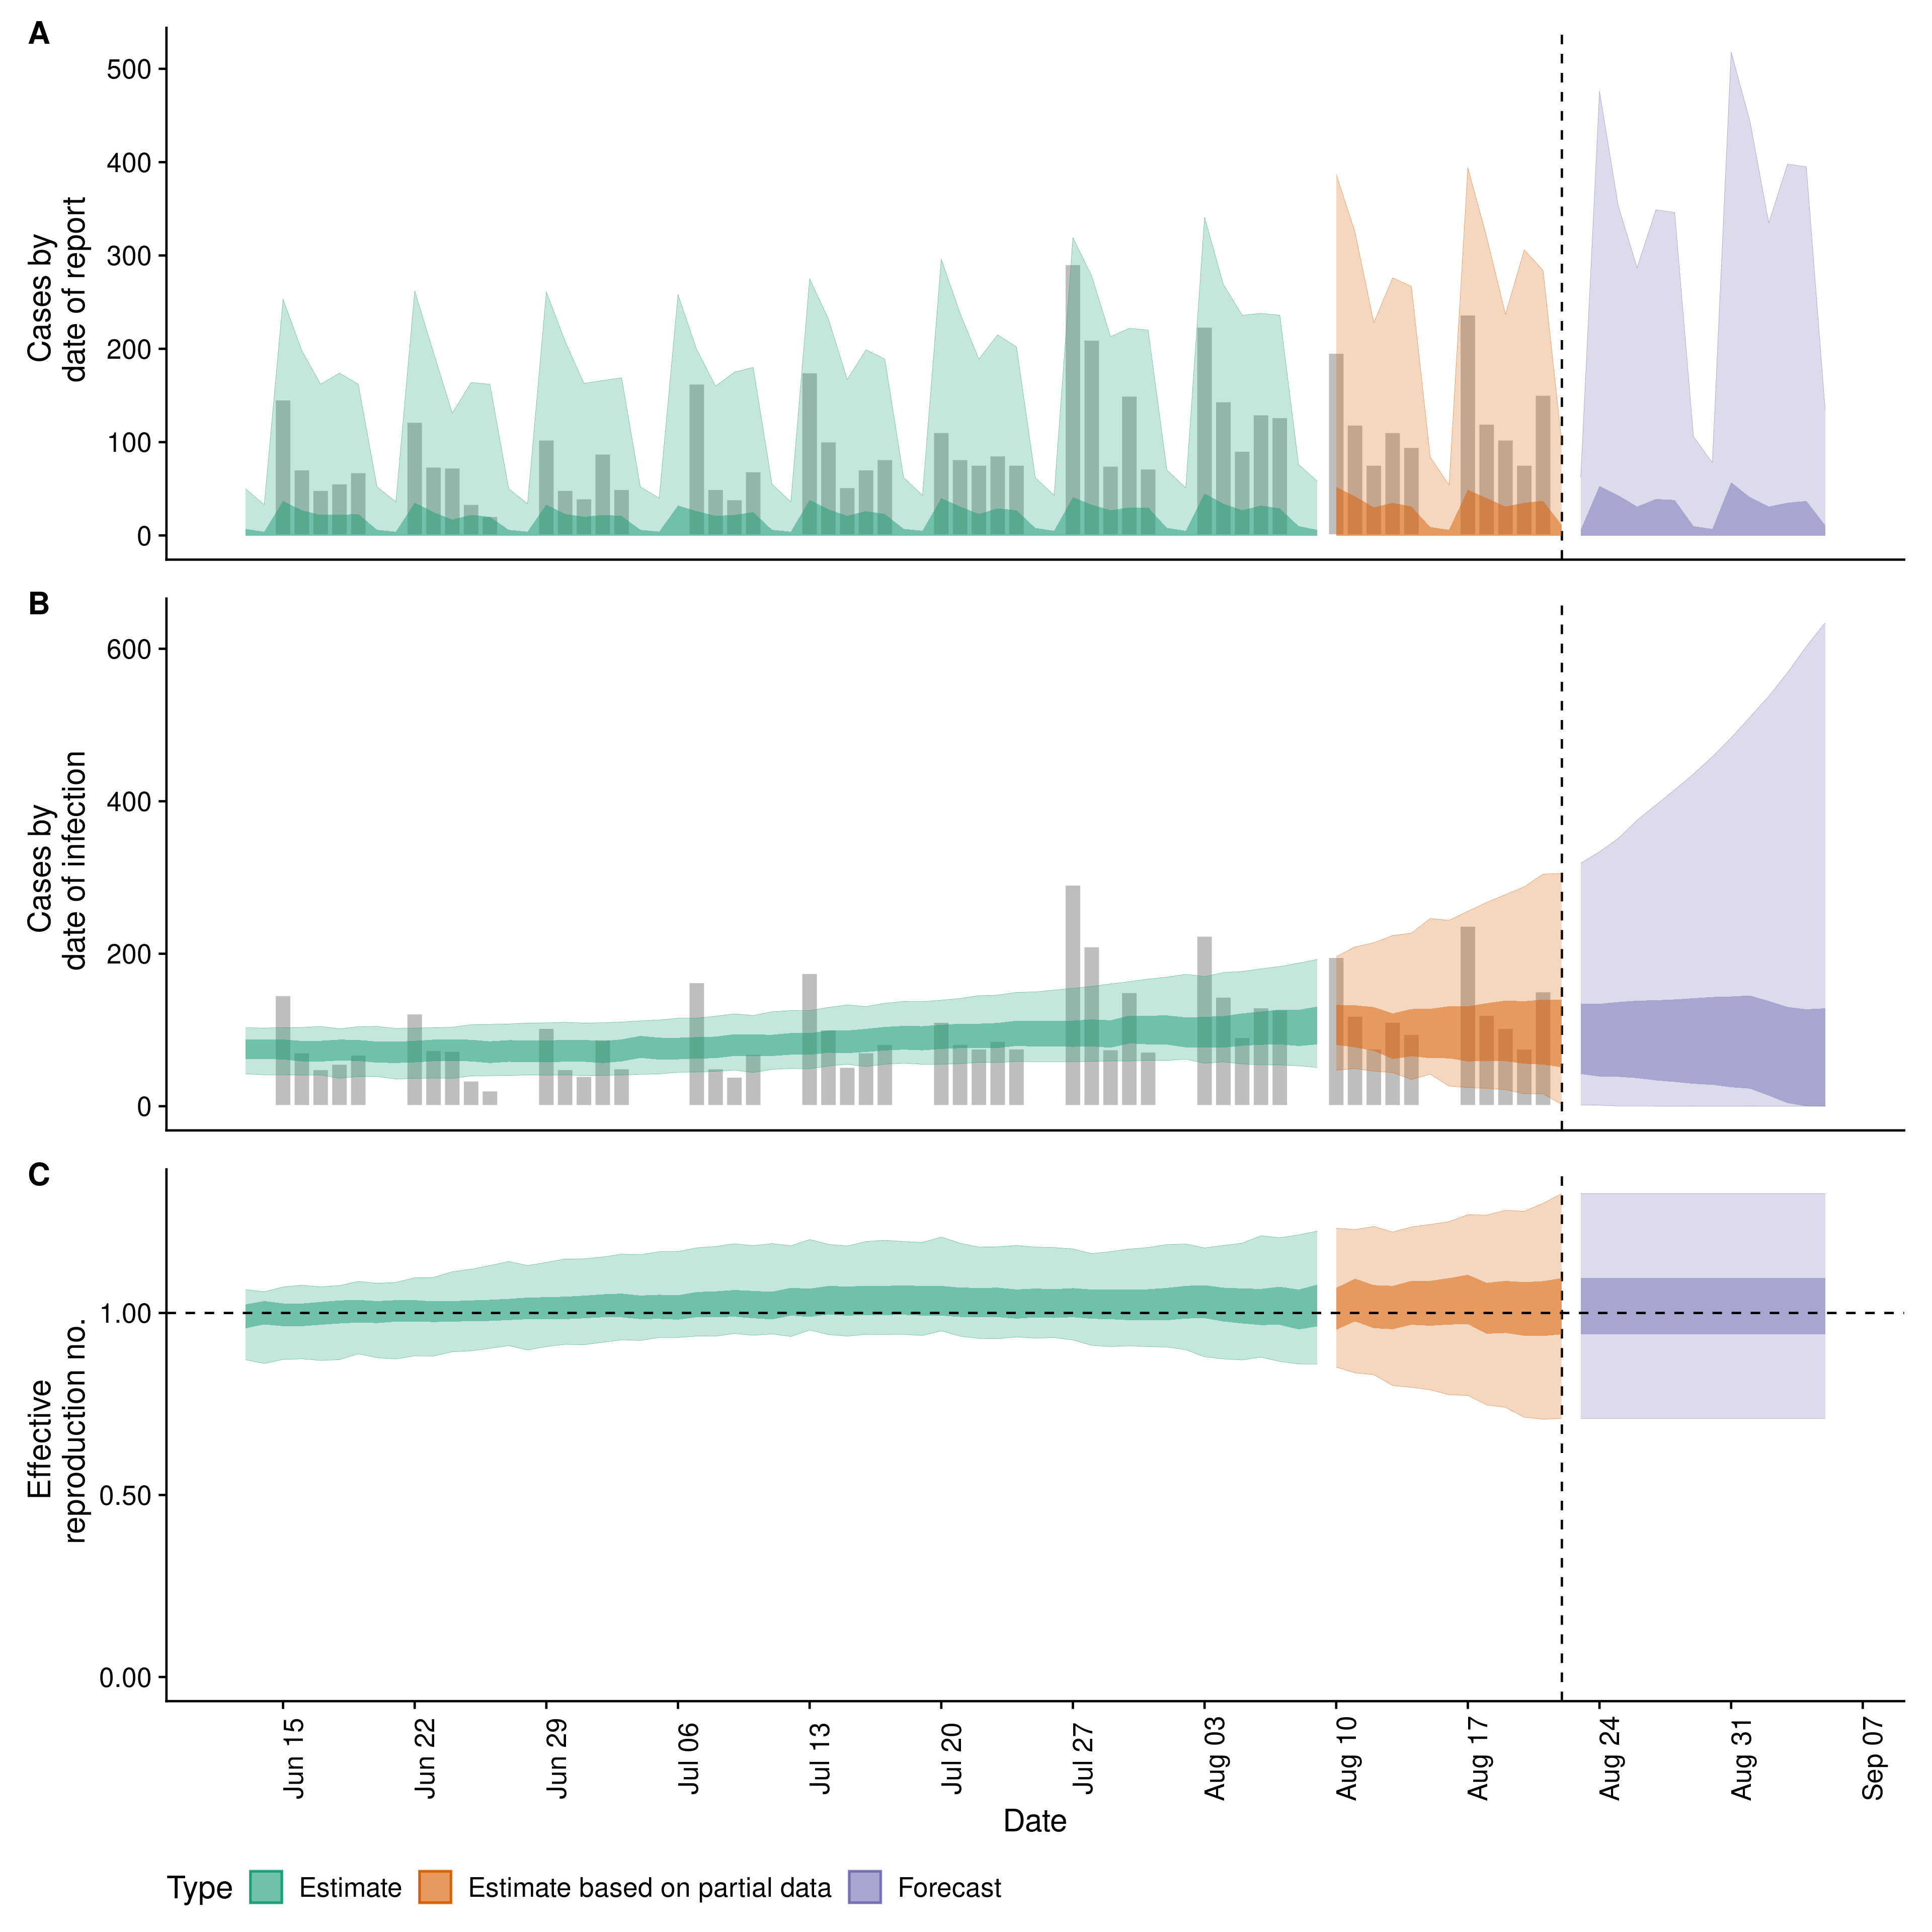 A
Cases by
date of report
500
400
300
200
100
0
B
Cases by
date of infection
600
400
200
0
C
Effective
reproduction no.
1.00
0.50
0.00
Jun 15
Jun 22
Jun 29
Jul 06
Jul 13
Jul 20
Jul 27
Aug 03
Aug 10
Aug 17
Aug 24
Aug 31
Sep 07
Date
Type Estimate Estimate based on partial data Forecast